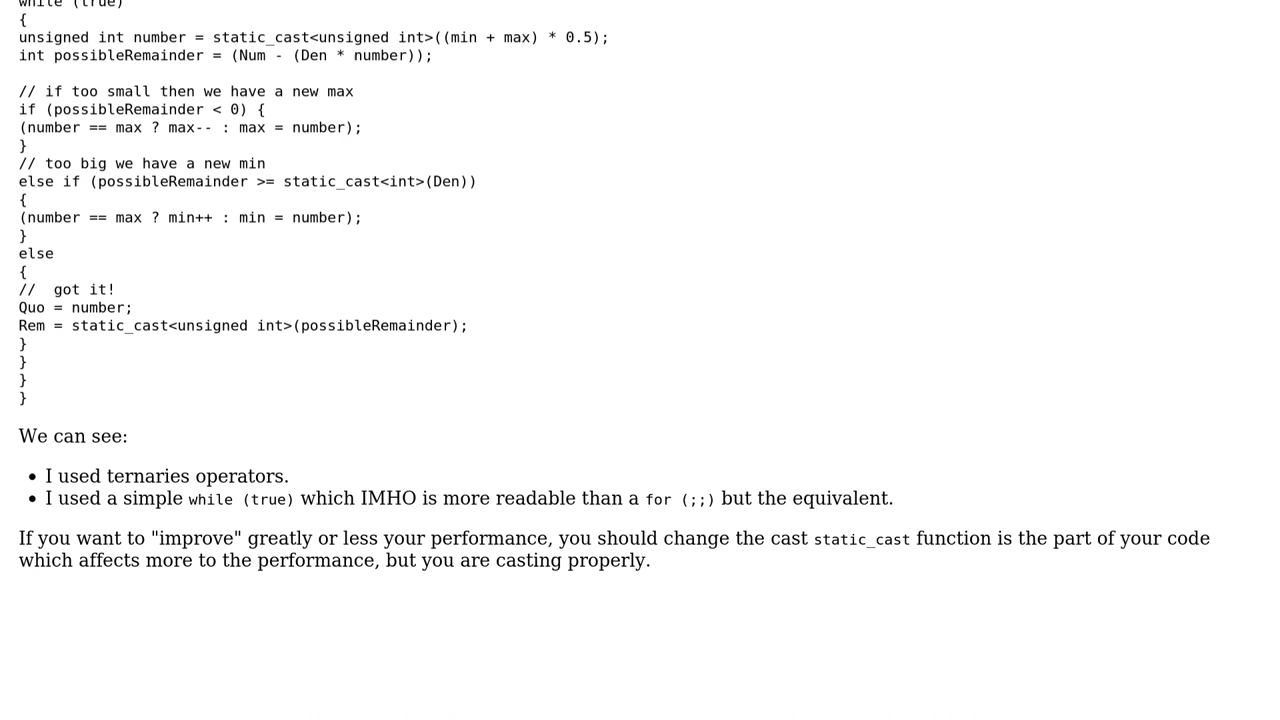 while (true)
{
unsigned int number = static_cast<unsigned int>((min + max) * 0.5);
int possibleRemainder = (Num - (Den * number));

// if too small then we have a new max
if (possibleRemainder < 0) {
(number == max ? max-- : max = number);
}
// too big we have a new min
else if (possibleRemainder >= static_cast<int>(Den))
{
(number == max ? min++ : min = number);
}
else
{
//  got it!
Quo = number;
Rem = static_cast<unsigned int>(possibleRemainder);
}
}
}
}
We can see:
• I used ternaries operators.
• I used a simple while (true) which IMHO is more readable than a for (;;) but the equivalent.
If you want to "improve" greatly or less your performance, you should change the cast static_cast function is the part of your code
which affects more to the performance, but you are casting properly.